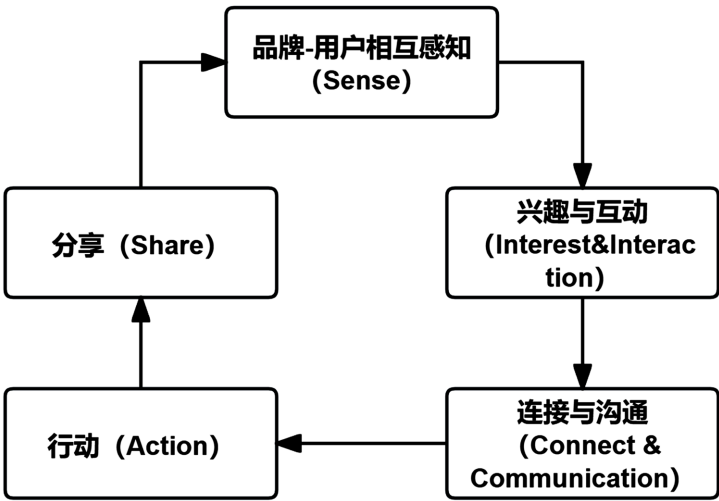 品牌-用户相互感知
（Sense）
兴趣与互动
（Interest&Interac
tion）
连接与沟通
（Connect &
Communication）
行动（Action）
分享（Share）